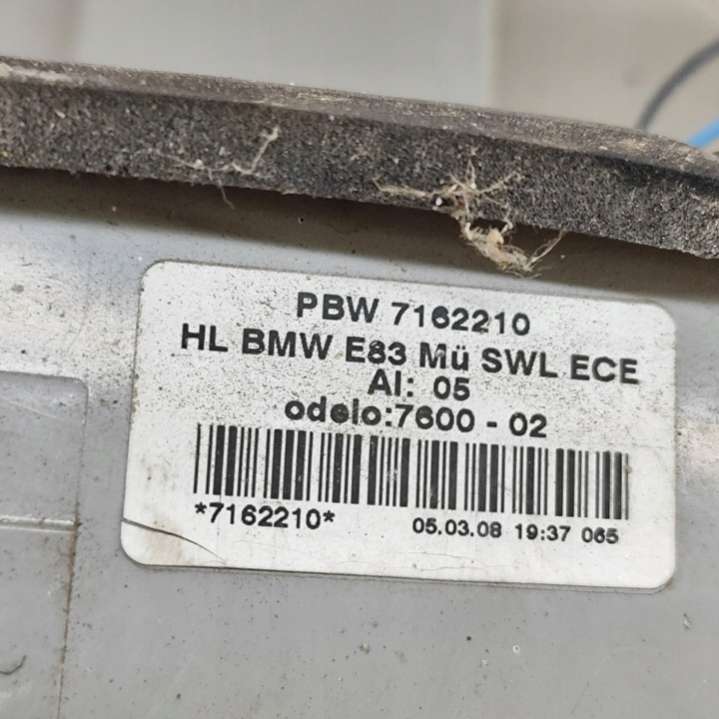 PBW 7162210
HL BMW E83 Mü SWL ECE
AI: 05
odelo:7600 - 02
*7162210* 05.03.08 19:37 065